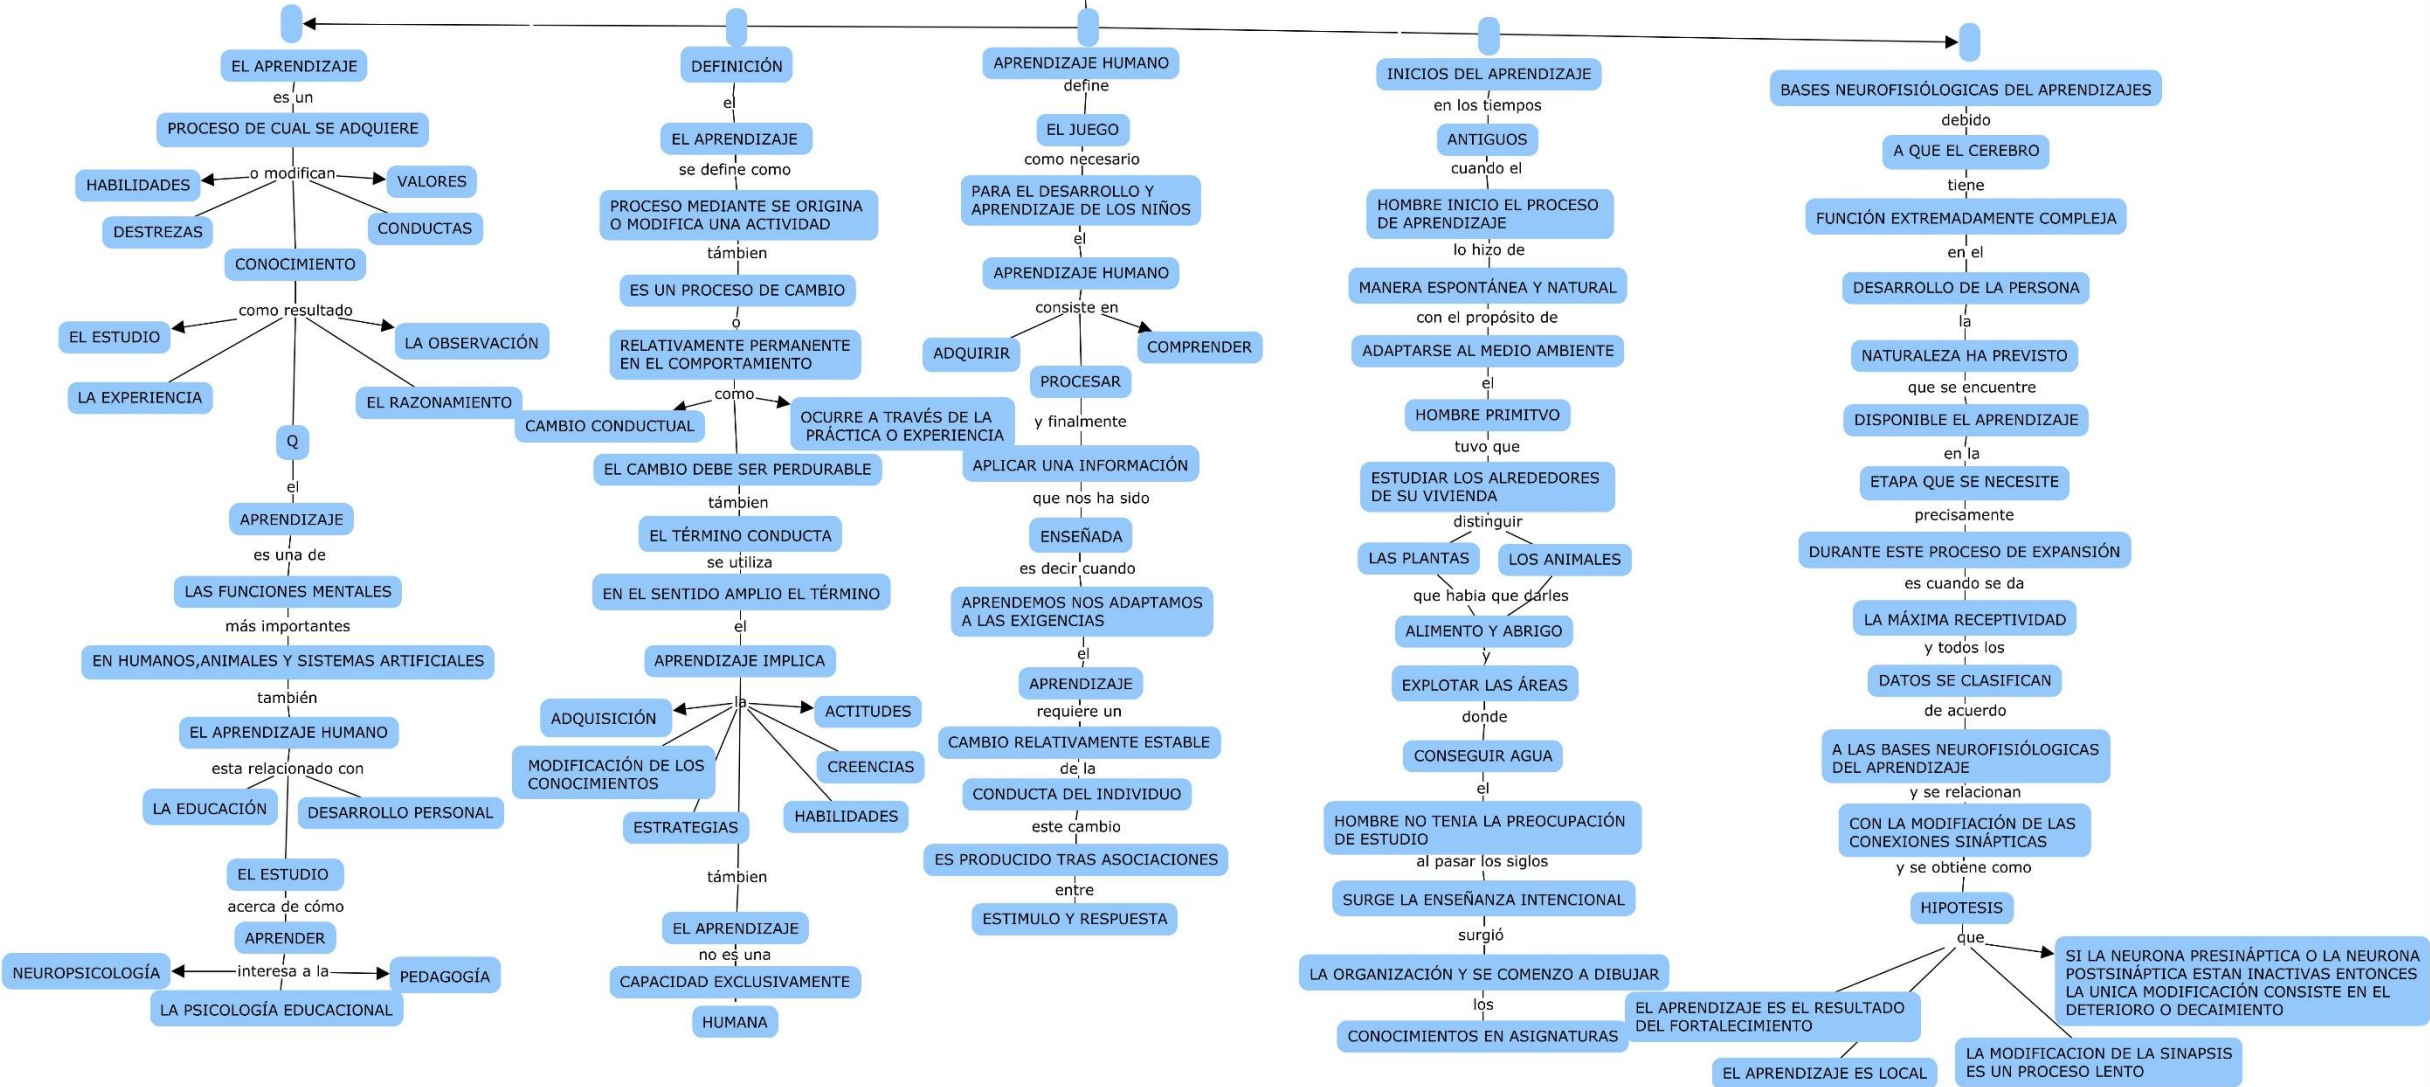 EL APRENDIZAJE
es un
PROCESO DE CUAL SE ADQUIERE
o modifican
HABILIDADES
VALORES
DESTREZAS
CONDUCTAS
CONOCIMIENTO
como resultado
EL ESTUDIO
LA OBSERVACIÓN
LA EXPERIENCIA
EL RAZONAMIENTO
Q
el
APRENDIZAJE
es una de
LAS FUNCIONES MENTALES
más importantes
EN HUMANOS,ANIMALES Y SISTEMAS ARTIFICIALES
también
EL APRENDIZAJE HUMANO
esta relacionado con
LA EDUCACIÓN
DESARROLLO PERSONAL
EL ESTUDIO
acerca de cómo
APRENDER
interesa a la
NEUROPSICOLOGÍA
PEDAGOGÍA
LA PSICOLOGÍA EDUCACIONAL
DEFINICIÓN
el
EL APRENDIZAJE
se define como
PROCESO MEDIANTE SE ORIGINA
O MODIFICA UNA ACTIVIDAD
támbien
ES UN PROCESO DE CAMBIO
o
RELATIVAMENTE PERMANENTE
EN EL COMPORTAMIENTO
como
CAMBIO CONDUCTUAL
OCURRE A TRAVÉS DE LA
PRÁCTICA O EXPERIENCIA
EL CAMBIO DEBE SER PERDURABLE
támbien
EL TÉRMINO CONDUCTA
se utiliza
EN EL SENTIDO AMPLIO EL TÉRMINO
el
APRENDIZAJE IMPLICA
la
ADQUISICIÓN
ACTITUDES
MODIFICACIÓN DE LOS
CONOCIMIENTOS
CREENCIAS
ESTRATEGIAS
HABILIDADES
támbien
EL APRENDIZAJE
no es una
CAPACIDAD EXCLUSIVAMENTE
HUMANA
APRENDIZAJE HUMANO
define
EL JUEGO
como necesario
PARA EL DESARROLLO Y
APRENDIZAJE DE LOS NIÑOS
el
APRENDIZAJE HUMANO
consiste en
ADQUIRIR
COMPRENDER
PROCESAR
y finalmente
APLICAR UNA INFORMACIÓN
que nos ha sido
ENSEÑADA
es decir cuando
APRENDEMOS NOS ADAPTAMOS
A LAS EXIGENCIAS
el
APRENDIZAJE
requiere un
CAMBIO RELATIVAMENTE ESTABLE
de la
CONDUCTA DEL INDIVIDUO
este cambio
ES PRODUCIDO TRAS ASOCIACIONES
entre
ESTIMULO Y RESPUESTA
INICIOS DEL APRENDIZAJE
en los tiempos
ANTIGUOS
cuando el
HOMBRE INICIO EL PROCESO
DE APRENDIZAJE
lo hizo de
MANERA ESPONTÁNEA Y NATURAL
con el propósito de
ADAPTARSE AL MEDIO AMBIENTE
el
HOMBRE PRIMITVO
tuvo que
ESTUDIAR LOS ALREDEDORES
DE SU VIVIENDA
distinguir
LAS PLANTAS
LOS ANIMALES
que habia que darles
ALIMENTO Y ABRIGO
y
EXPLOTAR LAS ÁREAS
donde
CONSEGUIR AGUA
el
HOMBRE NO TENIA LA PREOCUPACIÓN
DE ESTUDIO
al pasar los siglos
SURGE LA ENSEÑANZA INTENCIONAL
surgió
LA ORGANIZACIÓN Y SE COMENZO A DIBUJAR
los
CONOCIMIENTOS EN ASIGNATURAS
BASES NEUROFISIÓLOGICAS DEL APRENDIZAJES
debido
A QUE EL CEREBRO
tiene
FUNCIÓN EXTREMADAMENTE COMPLEJA
en el
DESARROLLO DE LA PERSONA
la
NATURALEZA HA PREVISTO
que se encuentre
DISPONIBLE EL APRENDIZAJE
en la
ETAPA QUE SE NECESITE
precisamente
DURANTE ESTE PROCESO DE EXPANSIÓN
es cuando se da
LA MÁXIMA RECEPTIVIDAD
y todos los
DATOS SE CLASIFICAN
de acuerdo
A LAS BASES NEUROFISIÓLOGICAS
DEL APRENDIZAJE
y se relacionan
CON LA MODIFIACIÓN DE LAS
CONEXIONES SINÁPTICAS
y se obtiene como
HIPOTESIS
que
SI LA NEURONA PRESINÁPTICA O LA NEURONA
POSTSINÁPTICA ESTAN INACTIVAS ENTONCES
LA UNICA MODIFICACIÓN CONSISTE EN EL
DETERIORO O DECAIMIENTO
EL APRENDIZAJE ES EL RESULTADO
DEL FORTALECIMIENTO
EL APRENDIZAJE ES LOCAL
LA MODIFICACION DE LA SINAPSIS
ES UN PROCESO LENTO